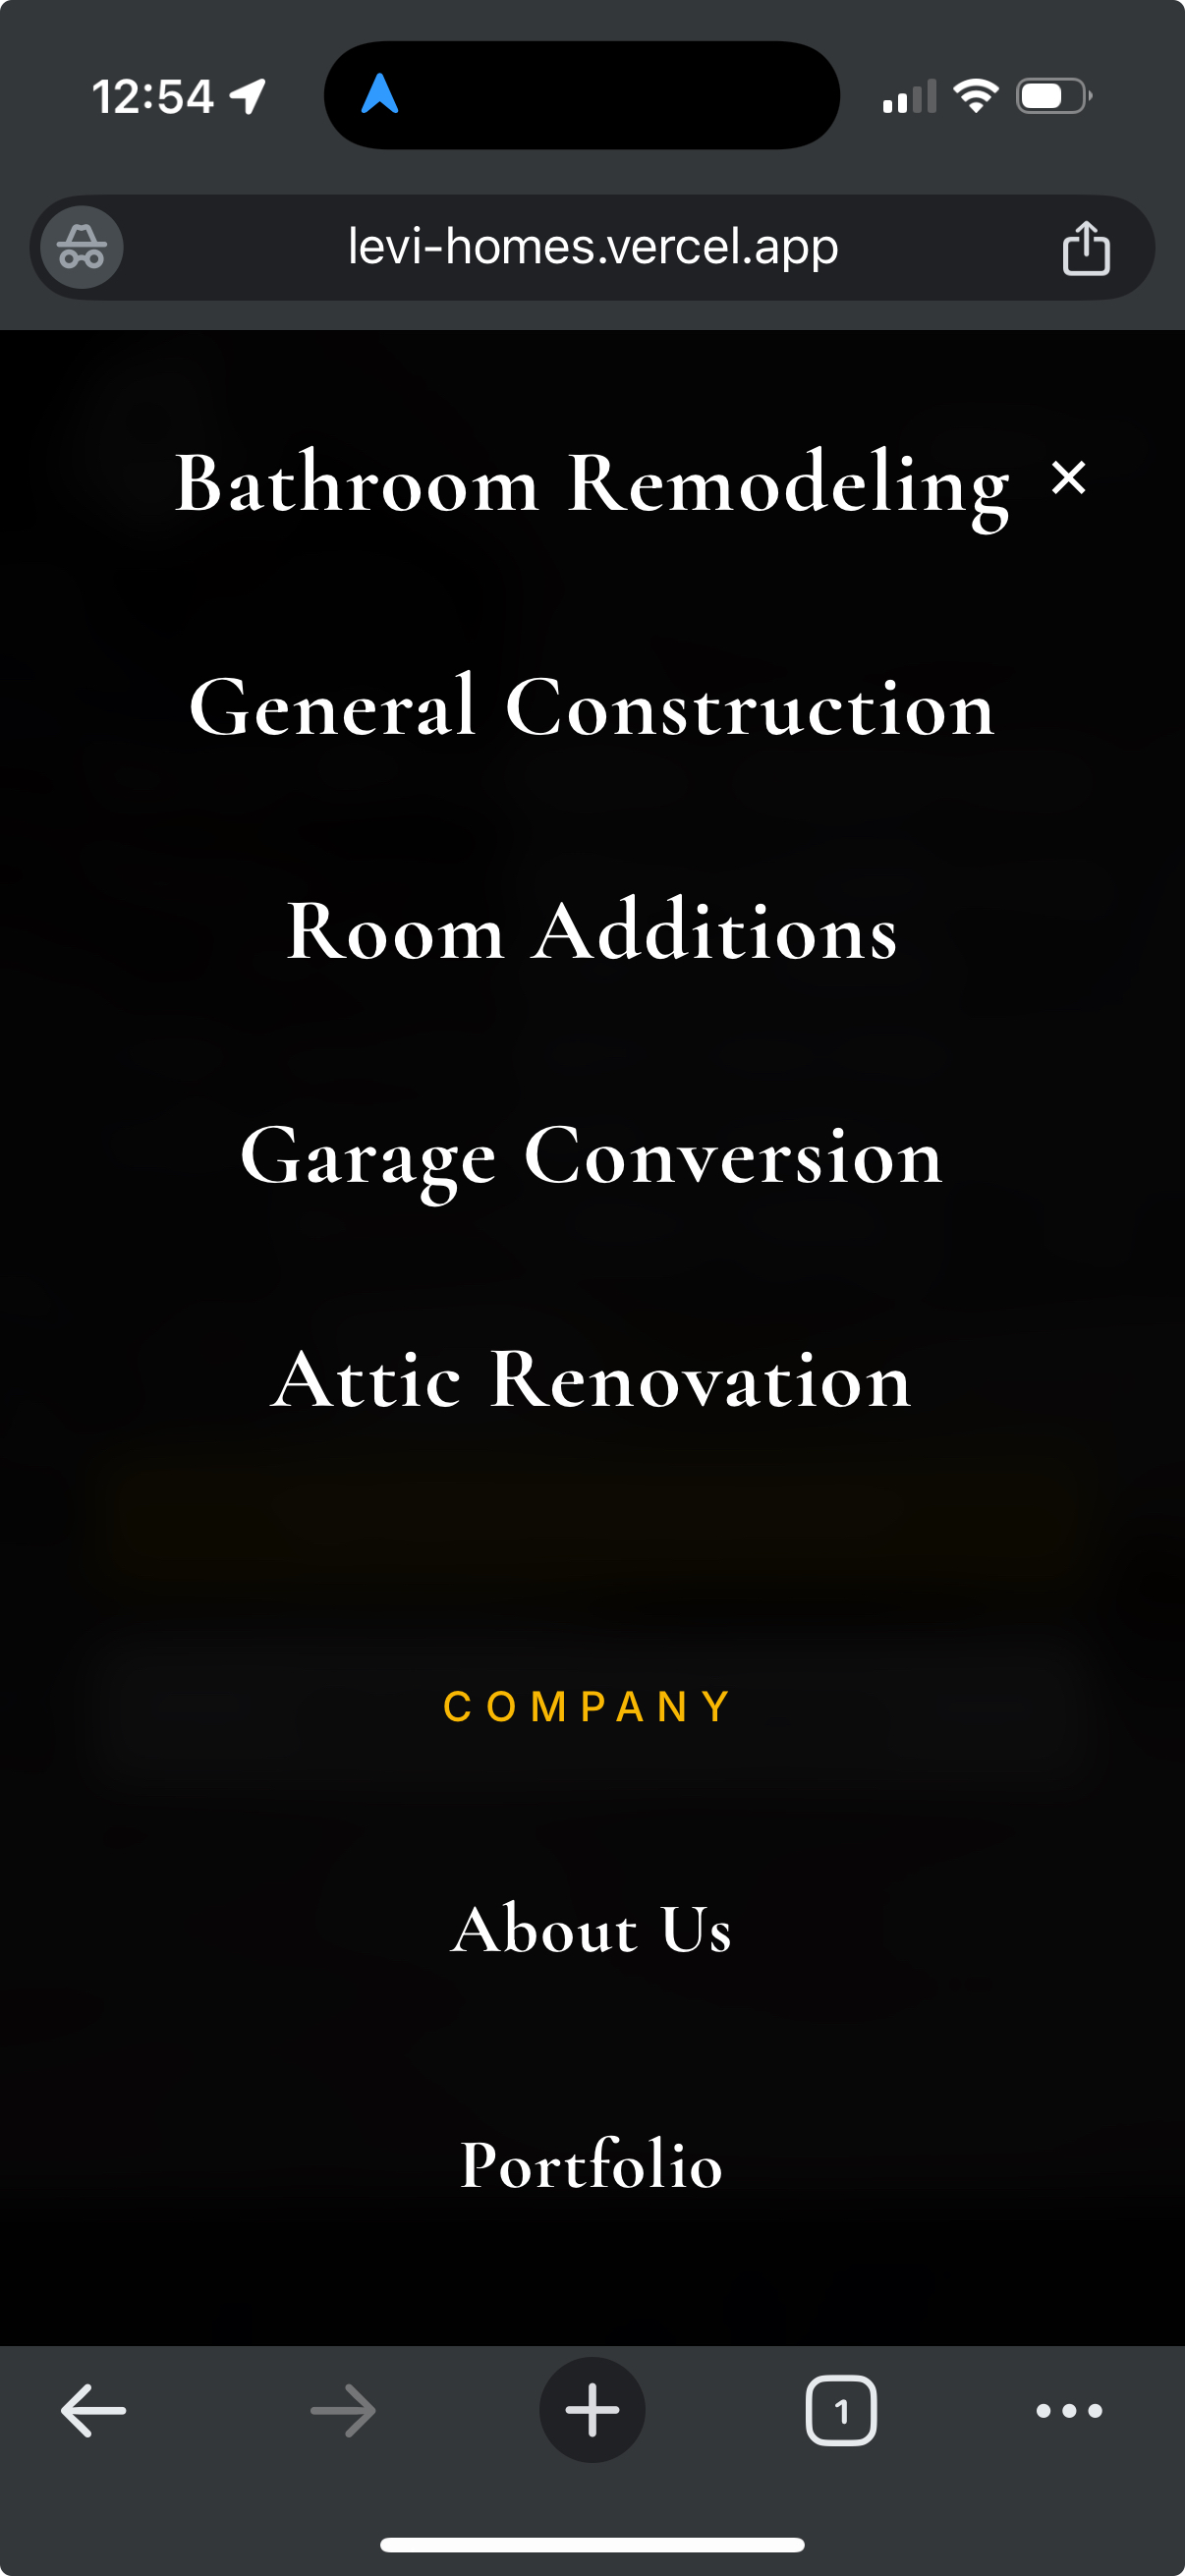 12:54
levi-homes.vercel.app
Bathroom Remodeling ×
General Construction
Room Additions
Garage Conversion
Attic Renovation
COMPANY
About Us
Portfolio
1